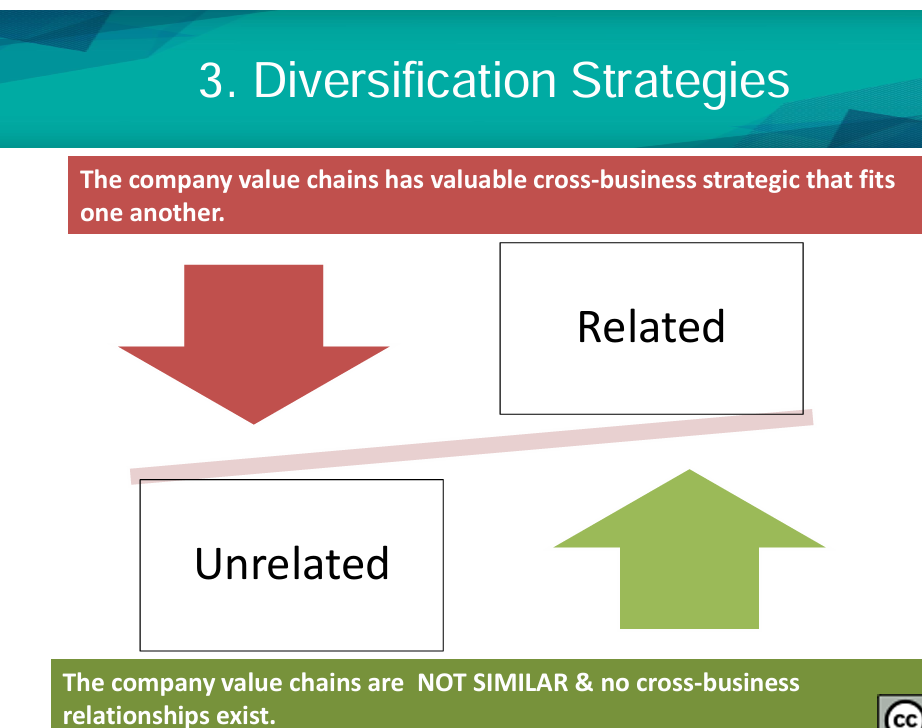 3. Diversification Strategies
The company value chains has valuable cross-business strategic that fits
one another.
Related
Unrelated
The company value chains are  NOT SIMILAR & no cross-business
relationships exist.
cc